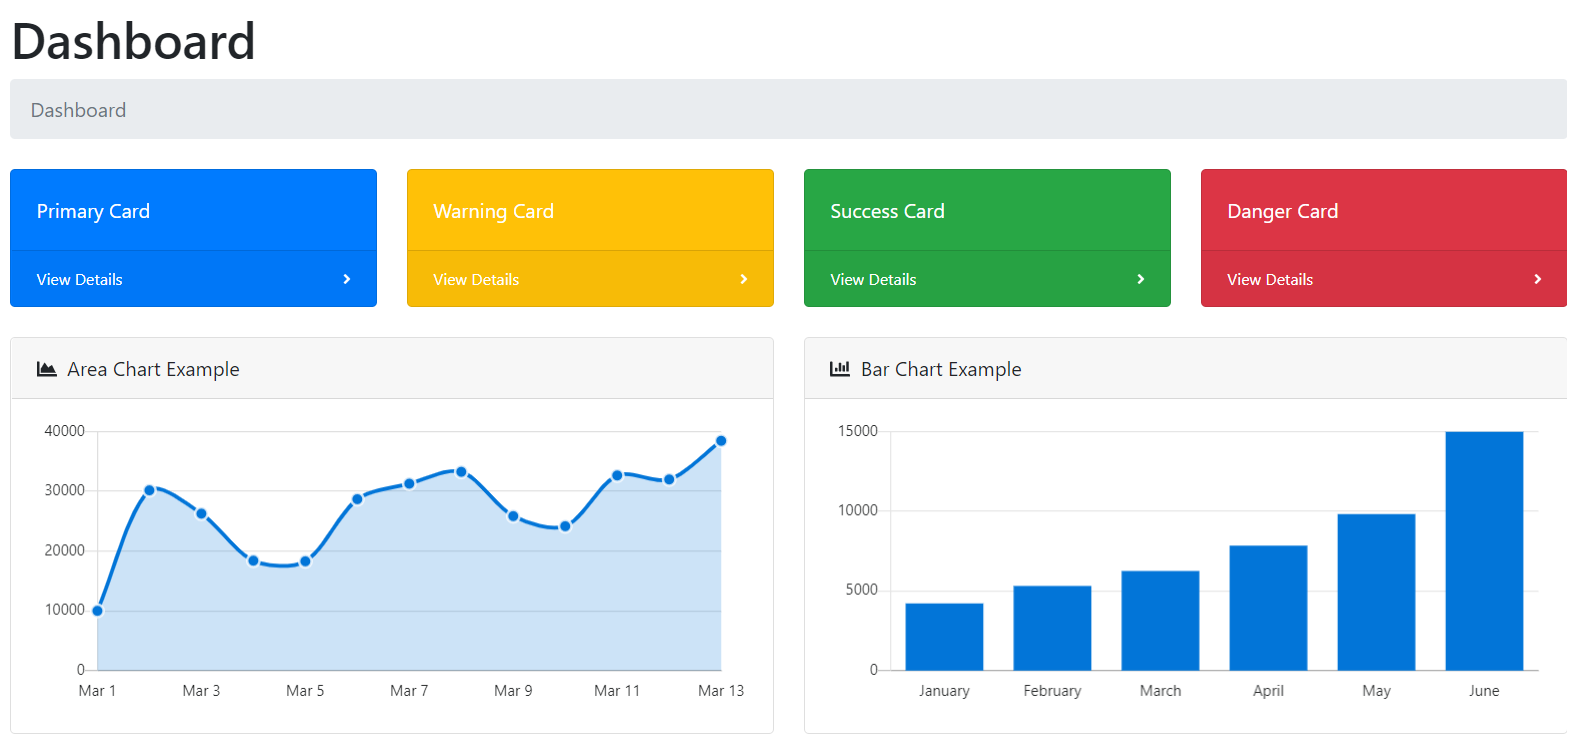 Dashboard
Dashboard
Primary Card
View Details
Warning Card
View Details
Success Card
View Details
Danger Card
View Details
Area Chart Example
40000
30000
20000
10000
0
Mar 1 Mar 3 Mar 5 Mar 7 Mar 9 Mar 11 Mar 13
Bar Chart Example
15000
10000
5000
0
January February March April May June